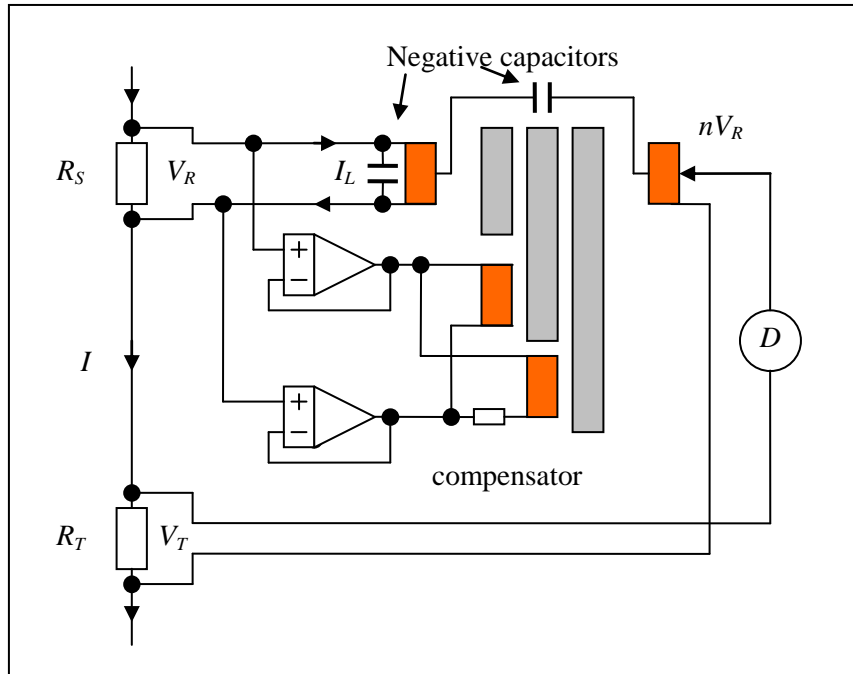 Negative capacitors
nV_R
R_S
V_R
I_L
+
−
I
+
−
D
compensator
R_T
V_T